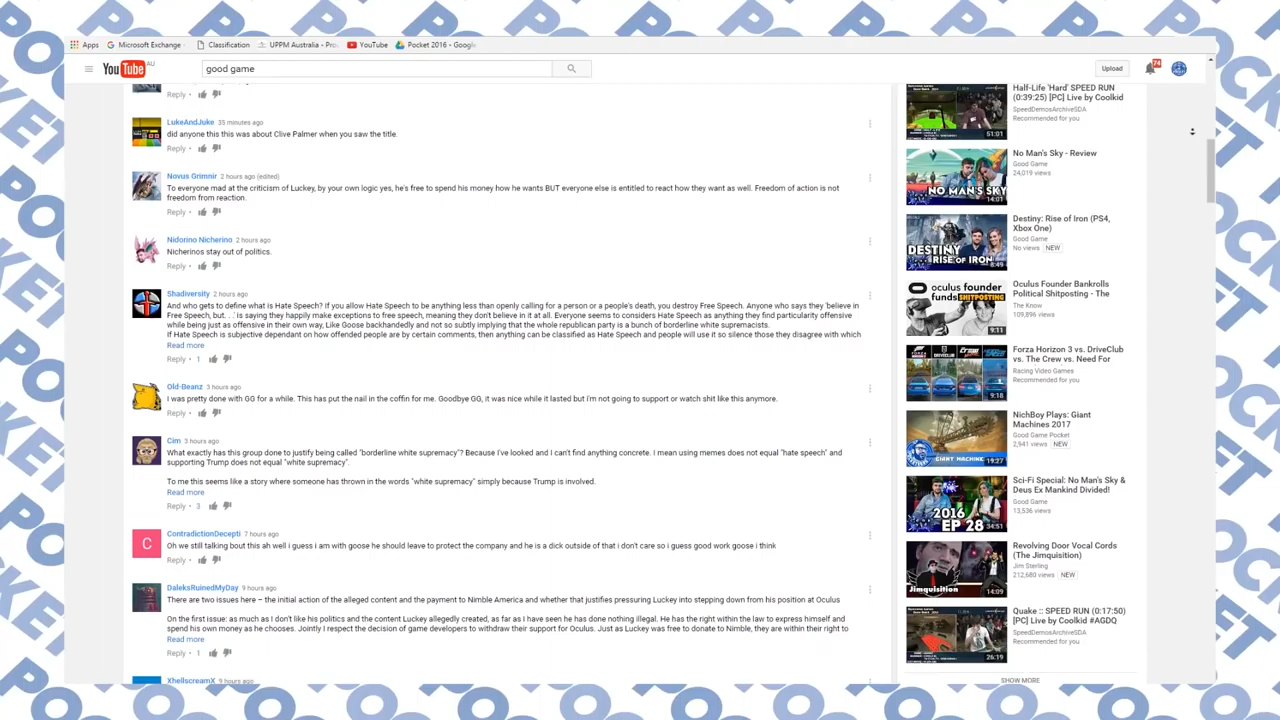 Apps
Microsoft Exchange
Classification
UPPM Australia - Pro
YouTube
Pocket 2016 - Google
YouTube AU
good game
Upload
74
Reply
LukeAndJuke 35 minutes ago
did anyone this this was about Clive Palmer when you saw the title.
Reply
Novus Grimnir 2 hours ago (edited)
To everyone mad at the criticism of Luckey, by your own logic yes, he's free to spend his money how he wants BUT everyone else is entitled to react how they want as well. Freedom of action is not
freedom from reaction.
Reply
Nidorino Nicherino 2 hours ago
Nicherinos stay out of politics.
Reply
Shadiversity 2 hours ago
And who gets to define what is Hate Speech? If you allow Hate Speech to be anything less than openly calling for a person or a people's death, you destroy Free Speech. Anyone who says they 'believe in
Free Speech, but. . .' is saying they happily make exceptions to free speech, meaning they don't believe in it at all. Everyone seems to considers Hate Speech as anything they find particularity offensive
while being just as offensive in their own way, Like Goose backhandedly and not so subtly implying that the whole republican party is a bunch of borderline white supremacists.
If Hate Speech is subjective dependant on how offended people are by certain comments, then anything can be classified as Hate Speech and people will use it so silence those they disagree with which
Read more
Reply 1
Old-Beanz 3 hours ago
I was pretty done with GG for a while. This has put the nail in the coffin for me. Goodbye GG, it was nice while it lasted but i'm not going to support or watch shit like this anymore.
Reply
Cim 3 hours ago
What exactly has this group done to justify being called "borderline white supremacy"? Because I've looked and I can't find anything concrete. I mean using memes does not equal "hate speech" and
supporting Trump does not equal "white supremacy".
To me this seems like a story where someone has thrown in the words "white supremacy" simply because Trump is involved.
Read more
Reply 3
C
ContradictionDecepti 7 hours ago
Oh we still talking bout this ah well i guess i am with goose he should leave to protect the company and he is a dick outside of that i don't care so i guess good work goose i think
Reply
DaleksRuinedMyDay 9 hours ago
There are two issues here – the initial action of the alleged content and the payment to Nimble America and whether that justifies pressuring Luckey into stepping down from his position at Oculus
On the first issue: as much as I don't like his politics and the content Luckey allegedly created, as far as I have seen he has done nothing illegal. He has the right within the law to express himself and
spend his own money as he chooses. Jointly I respect the decision of game developers to withdraw their support for Oculus. Just as Luckey was free to donate to Nimble, they are within their right to
Read more
Reply 1
XhellscreamX 9 hours ago
51:01
Half-Life 'Hard' SPEED RUN
(0:39:25) [PC] Live by Coolkid
SpeedDemosArchiveSDA
Recommended for you
NO MAN'S SKY
14:01
No Man's Sky - Review
Good Game
24,019 views
DESTINY
RISE OF IRON
8:49
Destiny: Rise of Iron (PS4,
Xbox One)
Good Game
No views NEW
oculus founder
funds SHITPOSTING
9:11
Oculus Founder Bankrolls
Political Shitposting - The
The Know
109,896 views
9:18
Forza Horizon 3 vs. DriveClub
vs. The Crew vs. Need For
Racing Video Games
Recommended for you
GIANT MACHINE
19:27
NichBoy Plays: Giant
Machines 2017
Good Game Pocket
2,941 views NEW
2016
EP 28
34:51
Sci-Fi Special: No Man's Sky &
Deus Ex Mankind Divided!
Good Game
13,536 views
Jimquisition
14:09
Revolving Door Vocal Cords
(The Jimquisition)
Jim Sterling
212,680 views NEW
26:19
Quake :: SPEED RUN (0:17:50)
[PC] Live by Coolkid #AGDQ
SpeedDemosArchiveSDA
Recommended for you
SHOW MORE